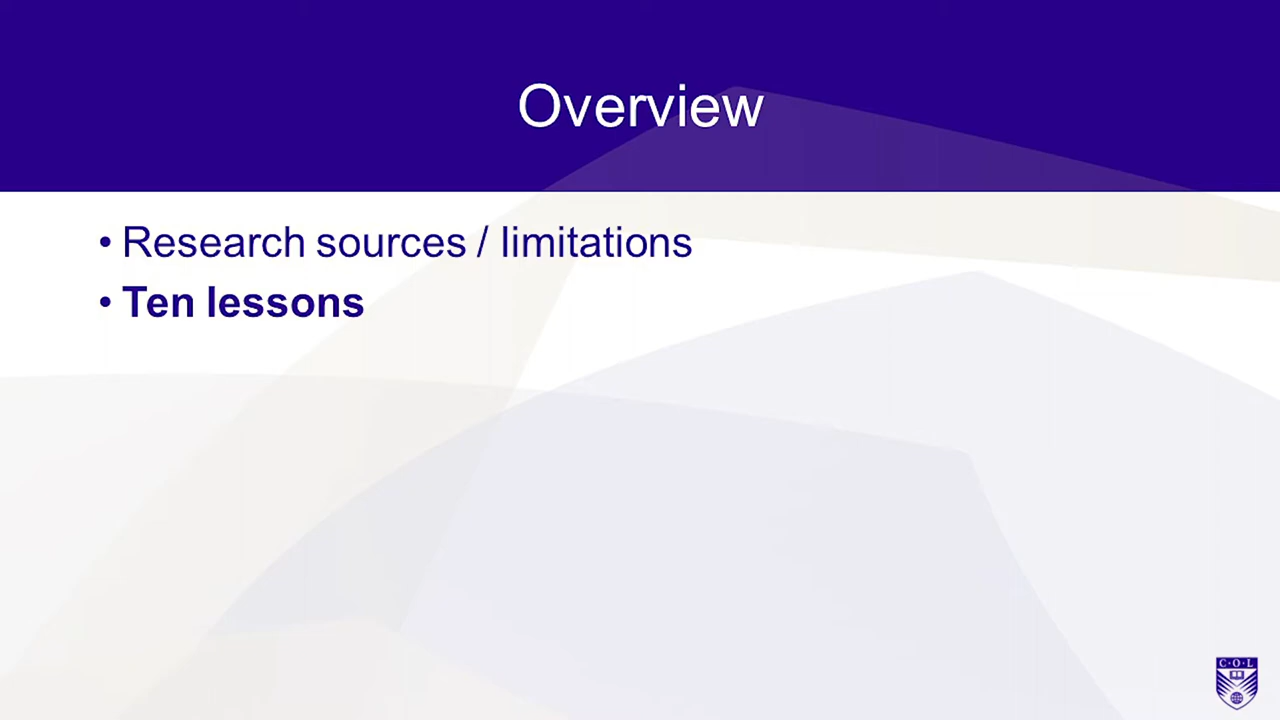 Overview
• Research sources / limitations
• Ten lessons
C·O·L